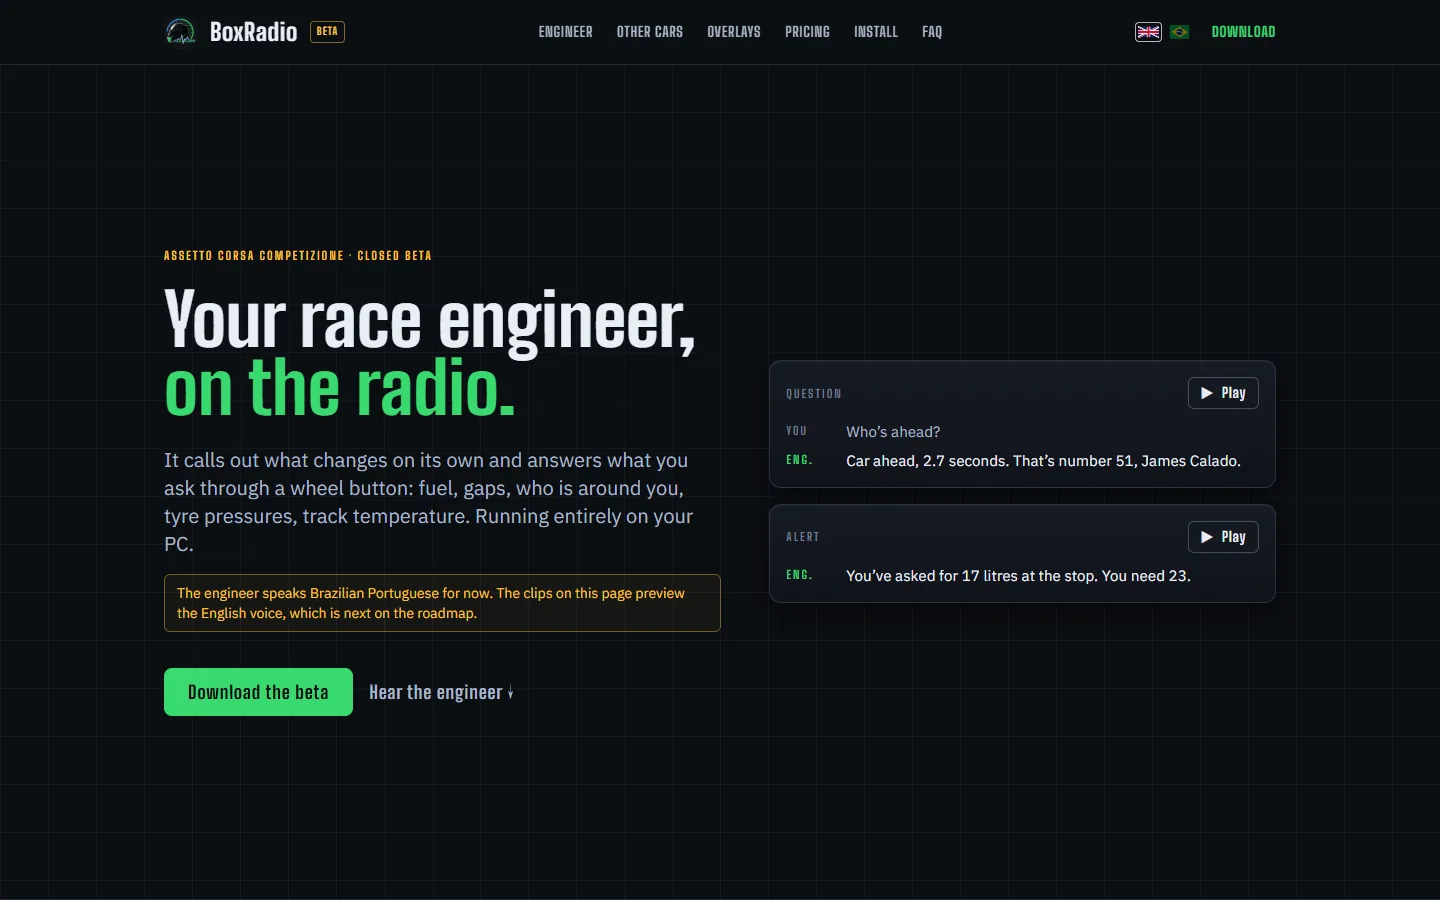 BoxRadio BETA ENGINEER OTHER CARS OVERLAYS PRICING INSTALL FAQ DOWNLOAD
ASSETTO CORSA COMPETIZIONE · CLOSED BETA
Your race engineer,
on the radio.
It calls out what changes on its own and answers what you
ask through a wheel button: fuel, gaps, who is around you,
tyre pressures, track temperature. Running entirely on your
PC.
The engineer speaks Brazilian Portuguese for now. The clips on this page preview
the English voice, which is next on the roadmap.
Download the beta Hear the engineer ↓
QUESTION ▶ Play
YOU Who’s ahead?
ENG. Car ahead, 2.7 seconds. That’s number 51, James Calado.
ALERT ▶ Play
ENG. You’ve asked for 17 litres at the stop. You need 23.